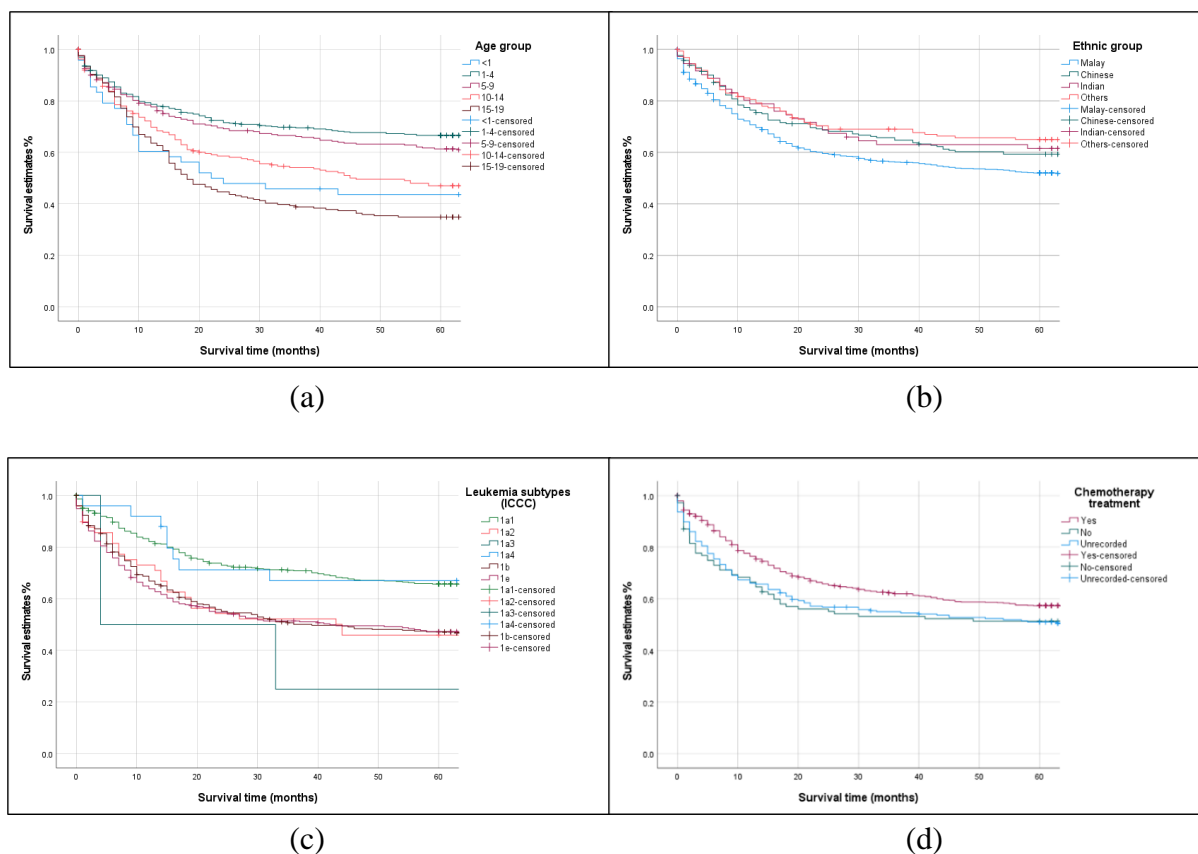 Age group
<1
1-4
5-9
10-14
15-19
<1-censored
1-4-censored
5-9-censored
10-14-censored
15-19-censored
Survival estimates %
1.0
0.8
0.6
0.4
0.2
0.0
0 10 20 30 40 50 60
Survival time (months)
(a)
Ethnic group
Malay
Chinese
Indian
Others
Malay-censored
Chinese-censored
Indian-censored
Others-censored
Survival estimates %
1.0
0.8
0.6
0.4
0.2
0.0
0 10 20 30 40 50 60
Survival time (months)
(b)
Leukemia subtypes
(ICCC)
1a1
1a2
1a3
1a4
1b
1e
1a1-censored
1a2-censored
1a3-censored
1a4-censored
1b-censored
1e-censored
Survival estimates %
1.0
0.8
0.6
0.4
0.2
0.0
0 10 20 30 40 50 60
Survival time (months)
(c)
Chemotherapy
treatment
Yes
No
Unrecorded
Yes-censored
No-censored
Unrecorded-censored
Survival estimates %
1.0
0.8
0.6
0.4
0.2
0.0
0 10 20 30 40 50 60
Survival time (months)
(d)